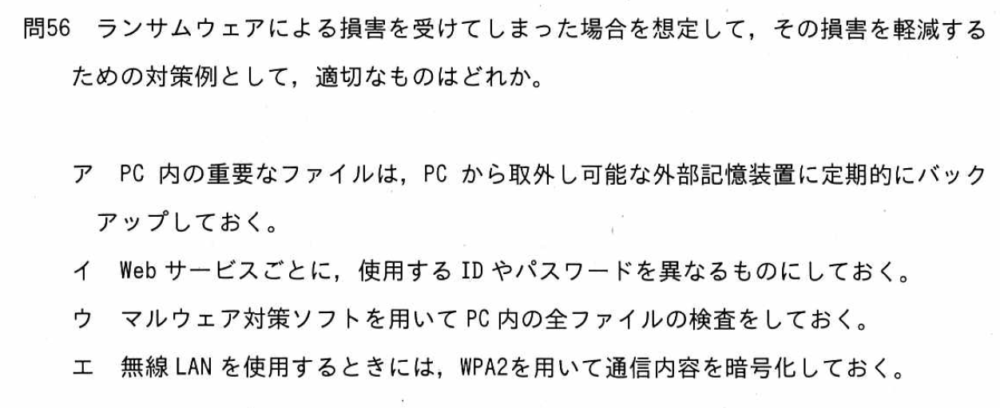 問56 ランサムウェアによる損害を受けてしまった場合を想定して，その損害を軽減する
ための対策例として，適切なものはどれか。
ア PC 内の重要なファイルは，PC から取外し可能な外部記憶装置に定期的にバック
アップしておく。
イ Web サービスごとに，使用する ID やパスワードを異なるものにしておく。
ウ マルウェア対策ソフトを用いて PC 内の全ファイルの検査をしておく。
エ 無線 LAN を使用するときには，WPA2を用いて通信内容を暗号化しておく。